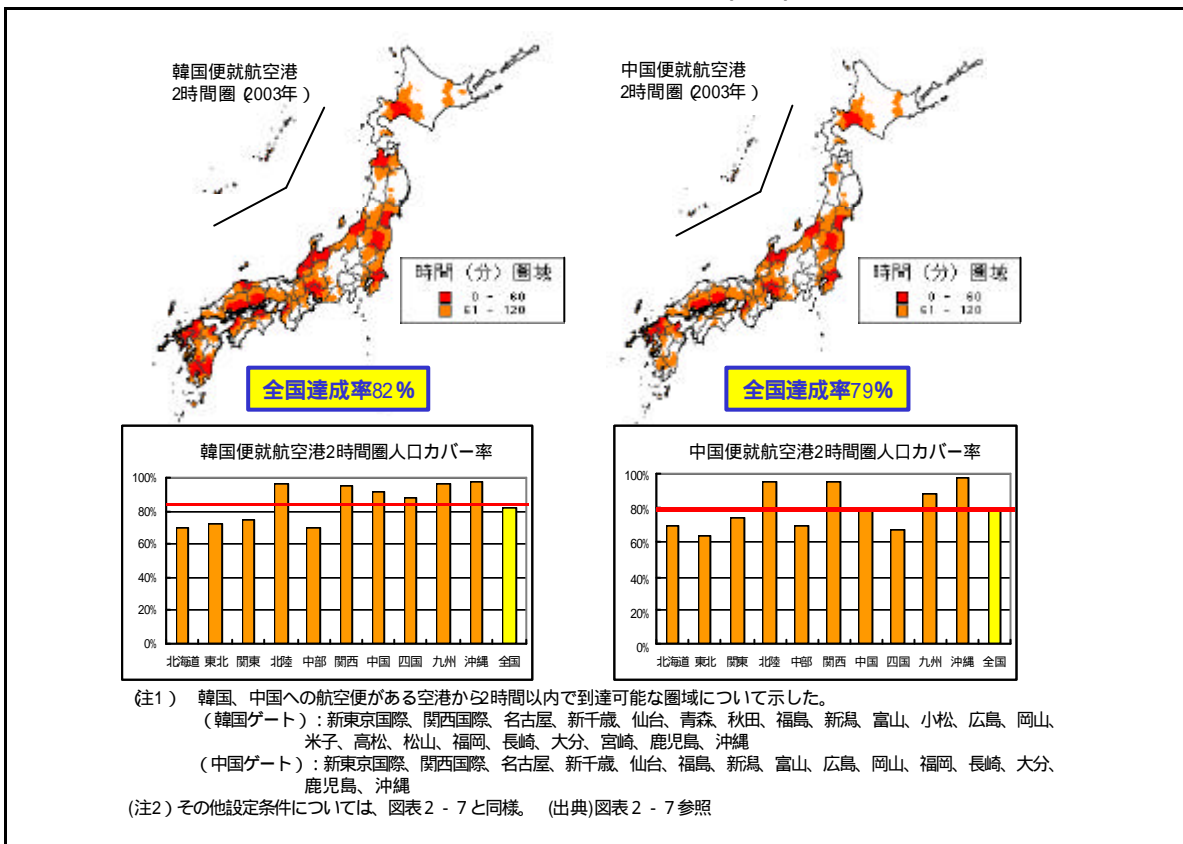 韓国便就航空港
2時間圏(2003年)
時間(分)圏域
0 - 60
61 - 120
全国達成率82%
韓国便就航空港2時間圏人口カバー率
100%
80%
60%
40%
20%
0%
北海道 東北 関東 北陸 中部 関西 中国 四国 九州 沖縄 全国
中国便就航空港
2時間圏(2003年)
時間(分)圏域
0 - 60
61 - 120
全国達成率79%
中国便就航空港2時間圏人口カバー率
100%
80%
60%
40%
20%
0%
北海道 東北 関東 北陸 中部 関西 中国 四国 九州 沖縄 全国
(注1) 韓国、中国への航空便がある空港から2時間以内で到達可能な圏域について示した。
(韓国ゲート):新東京国際、関西国際、名古屋、新千歳、仙台、青森、秋田、福島、新潟、富山、小松、広島、岡山、
米子、高松、松山、福岡、長崎、大分、宮崎、鹿児島、沖縄
(中国ゲート):新東京国際、関西国際、名古屋、新千歳、仙台、福島、新潟、富山、広島、岡山、福岡、長崎、大分、
鹿児島、沖縄
(注2)その他設定条件については、図表2-7と同様。 (出典)図表2-7参照